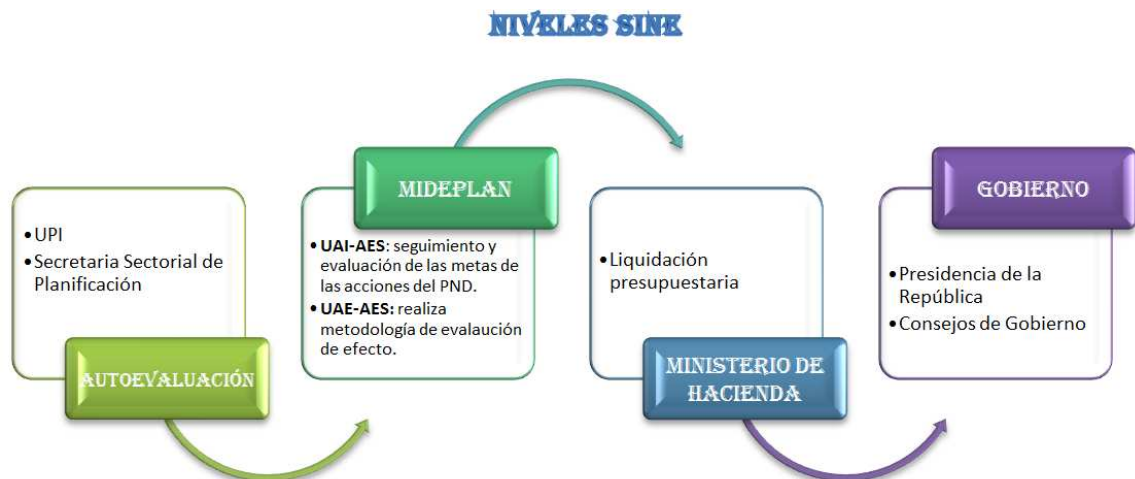 NIVELES SINE
• UPI
• Secretaria Sectorial de
Planificación
AUTOEVALUACIÓN
MIDEPLAN
• UAI-AES: seguimiento y
evaluación de las metas de
las acciones del PND.
• UAE-AES: realiza
metodología de evalaución
de efecto.
• Liquidación
presupuestaria
MINISTERIO DE
HACIENDA
GOBIERNO
• Presidencia de la
República
• Consejos de Gobierno